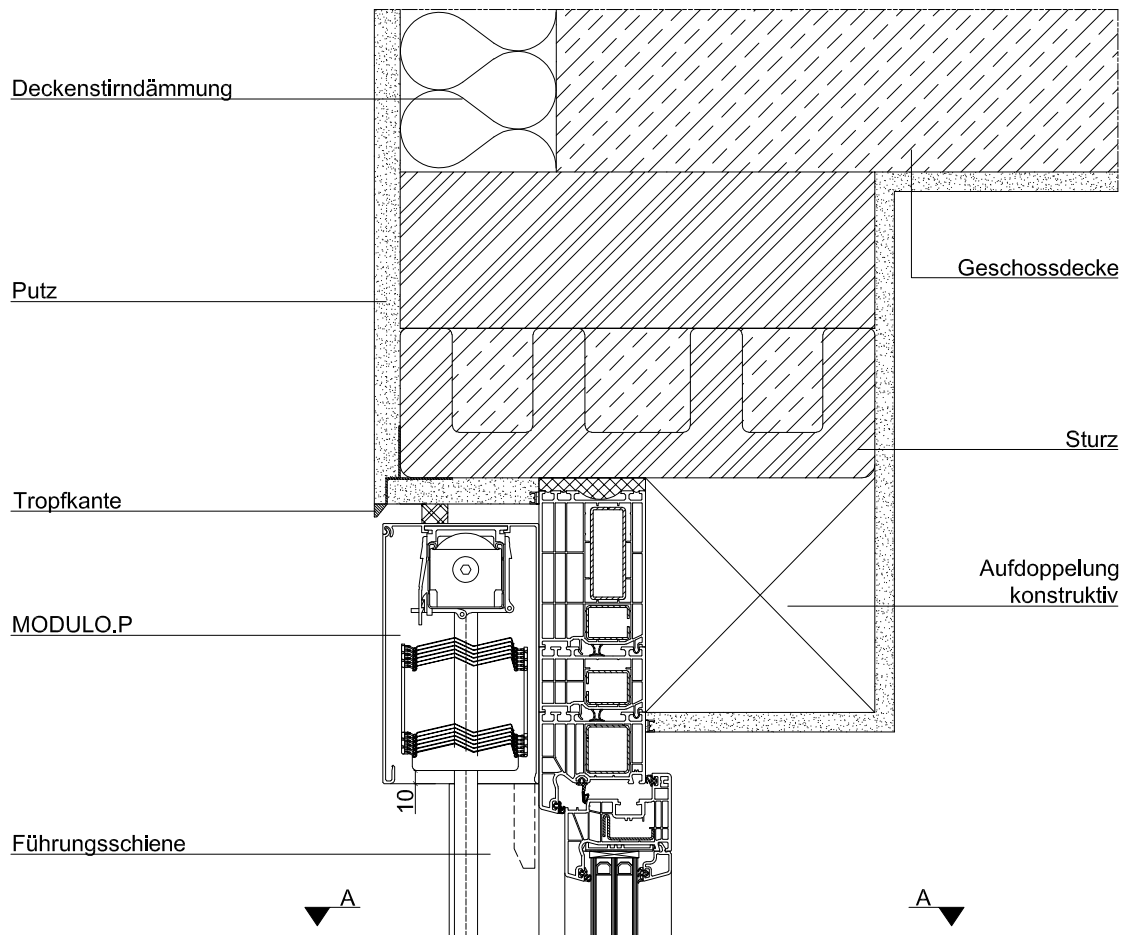 Deckenstirndämmung
Geschossdecke
Putz
Sturz
Tropfkante
Aufdoppelung
konstruktiv
MODULO.P
10
Führungsschiene
A
A